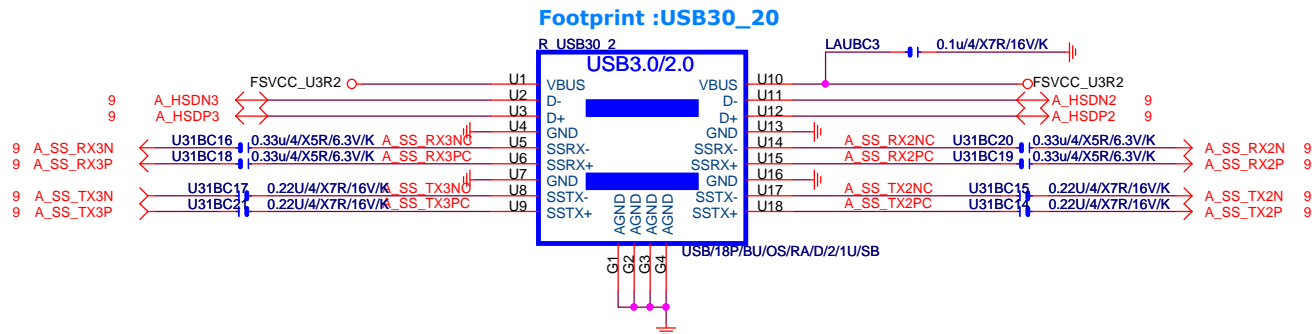 Footprint :USB30_20
R_USB30_2
LAUBC3 0.1u/4/X7R/16V/K
USB3.0/2.0
FSVCC_U3R2 U1 VBUS VBUS U10 FSVCC_U3R2
9 A_HSDN3 U2 D- D- U11 A_HSDN2 9
9 A_HSDP3 U3 D+ D+ U12 A_HSDP2 9
U4 GND GND U13
9 A_SS_RX3N U31BC16 0.33u/4/X5R/6.3V/K A_SS_RX3NC U5 SSRX- SSRX- U14 A_SS_RX2NC U31BC20 0.33u/4/X5R/6.3V/K A_SS_RX2N 9
9 A_SS_RX3P U31BC18 0.33u/4/X5R/6.3V/K A_SS_RX3PC U6 SSRX+ SSRX+ U15 A_SS_RX2PC U31BC19 0.33u/4/X5R/6.3V/K A_SS_RX2P 9
U7 GND GND U16
9 A_SS_TX3N U31BC17 0.22U/4/X7R/16V/K A_SS_TX3NC U8 SSTX- SSTX- U17 A_SS_TX2NC U31BC15 0.22U/4/X7R/16V/K A_SS_TX2N 9
9 A_SS_TX3P U31BC21 0.22U/4/X7R/16V/K A_SS_TX3PC U9 SSTX+ SSTX+ U18 A_SS_TX2PC U31BC14 0.22U/4/X7R/16V/K A_SS_TX2P 9
AGND AGND AGND AGND
USB/18P/BU/OS/RA/D/2/1U/SB
G1 G2 G3 G4